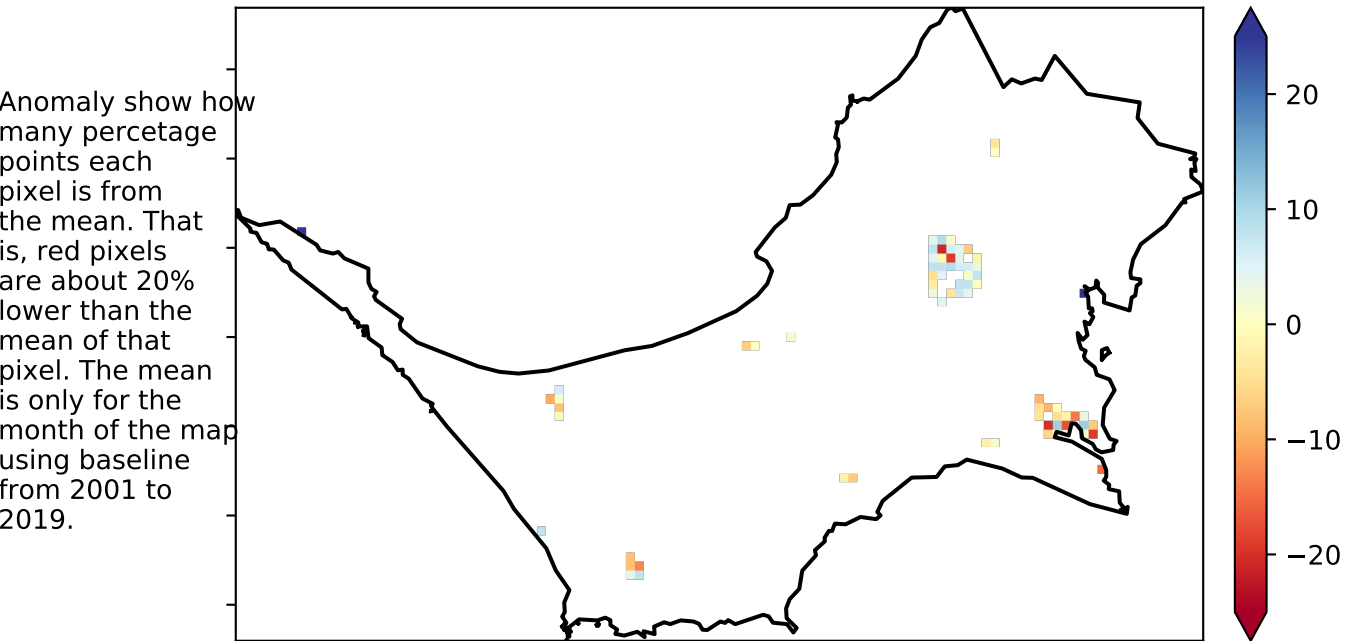 Anomaly show how
many percetage
points each
pixel is from
the mean. That
is, red pixels
are about 20%
lower than the
mean of that
pixel. The mean
is only for the
month of the map
using baseline
from 2001 to
2019.
20
10
0
−10
−20